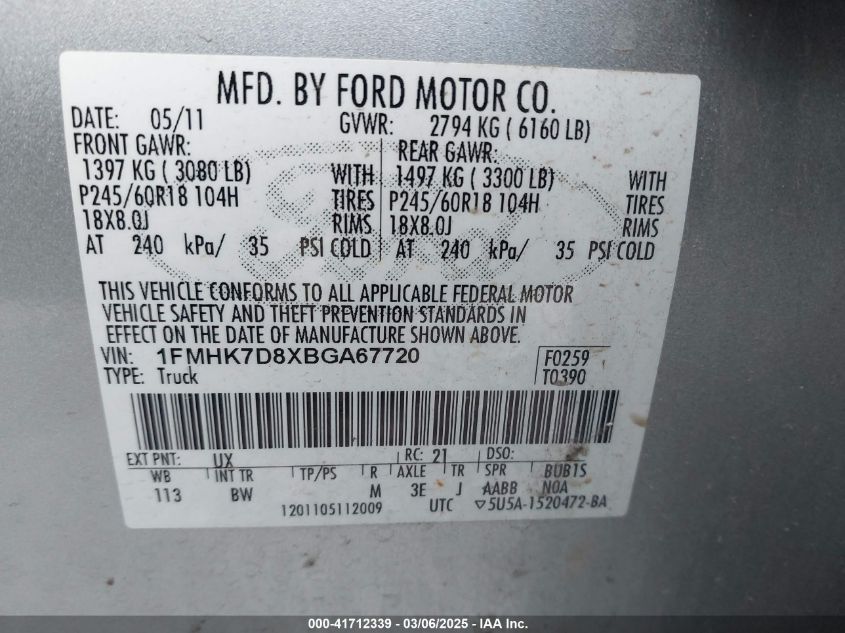 MFD. BY FORD MOTOR CO.
DATE: 05/11 GVWR: 2794 KG ( 6160 LB)
FRONT GAWR: REAR GAWR:
1397 KG ( 3080 LB) WITH 1497 KG ( 3300 LB) WITH
P245/60R18 104H TIRES P245/60R18 104H TIRES
18X8.0J RIMS 18X8.0J RIMS
AT 240 kPa/ 35 PSI COLD AT 240 kPa/ 35 PSI COLD
Ford
THIS VEHICLE CONFORMS TO ALL APPLICABLE FEDERAL MOTOR
VEHICLE SAFETY AND THEFT PREVENTION STANDARDS IN
EFFECT ON THE DATE OF MANUFACTURE SHOWN ABOVE.
VIN: 1FMHK7D8XBGA67720 F0259
TYPE: Truck T0390
EXT PNT: UX RC: 21 DSO:
WB INT TR TP/PS R AXLE TR SPR BUB1S
113 BW M 3E J AABB N0A
1201105112009 UTC ▽5U5A-1520472-BA
000-41712339 - 03/06/2025 - IAA Inc.